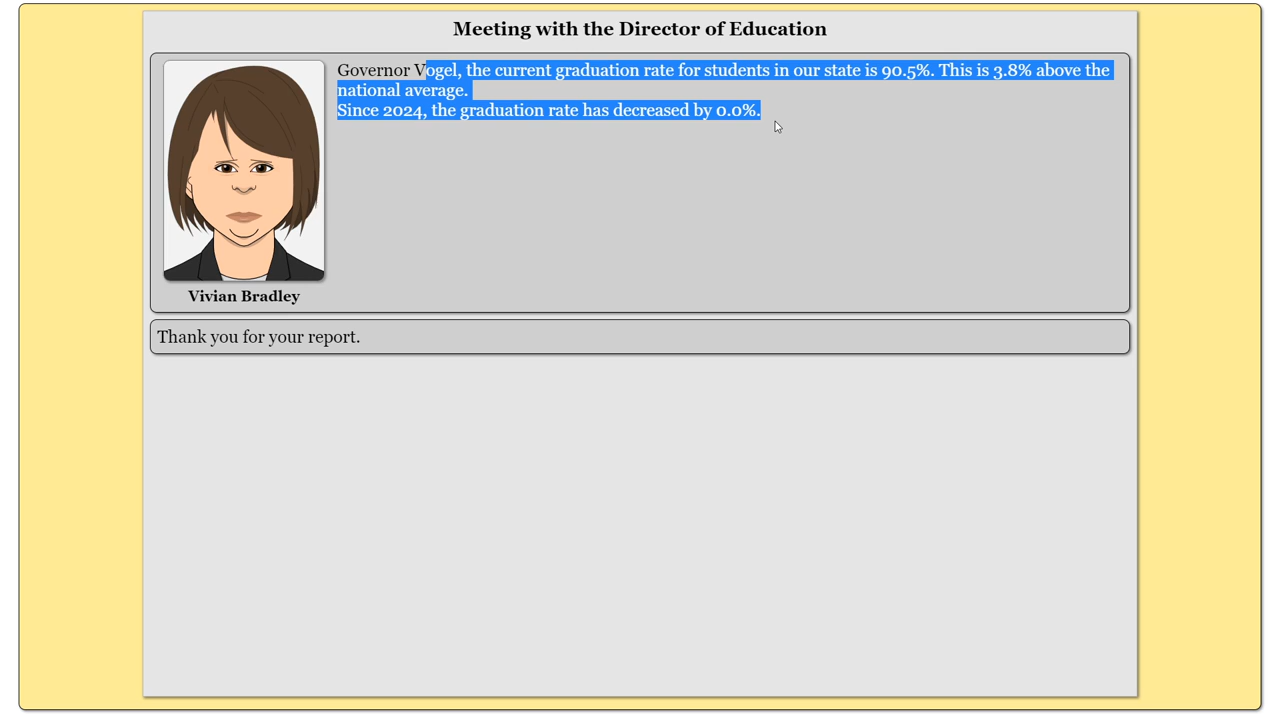 Meeting with the Director of Education
Governor Vogel, the current graduation rate for students in our state is 90.5%. This is 3.8% above the
national average.
Since 2024, the graduation rate has decreased by 0.0%.
Vivian Bradley
Thank you for your report.